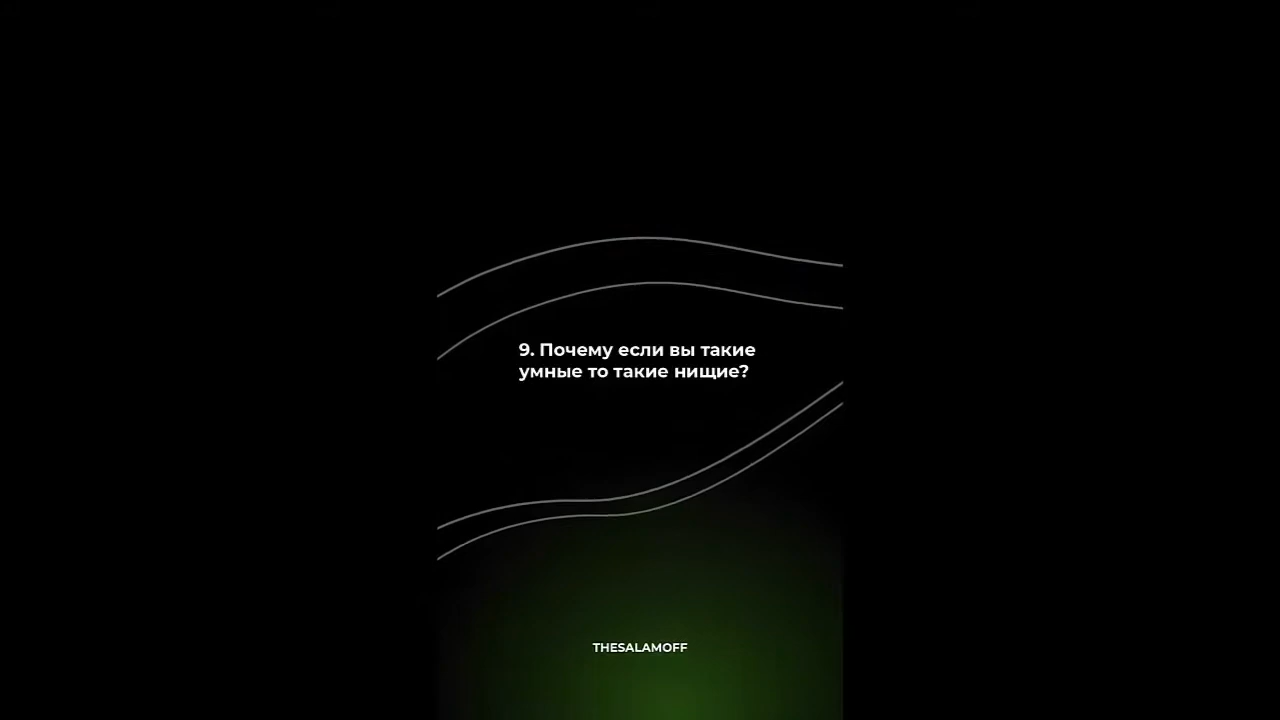 9. Почему если вы такие
умные то такие нищие?
THESALAMOFF